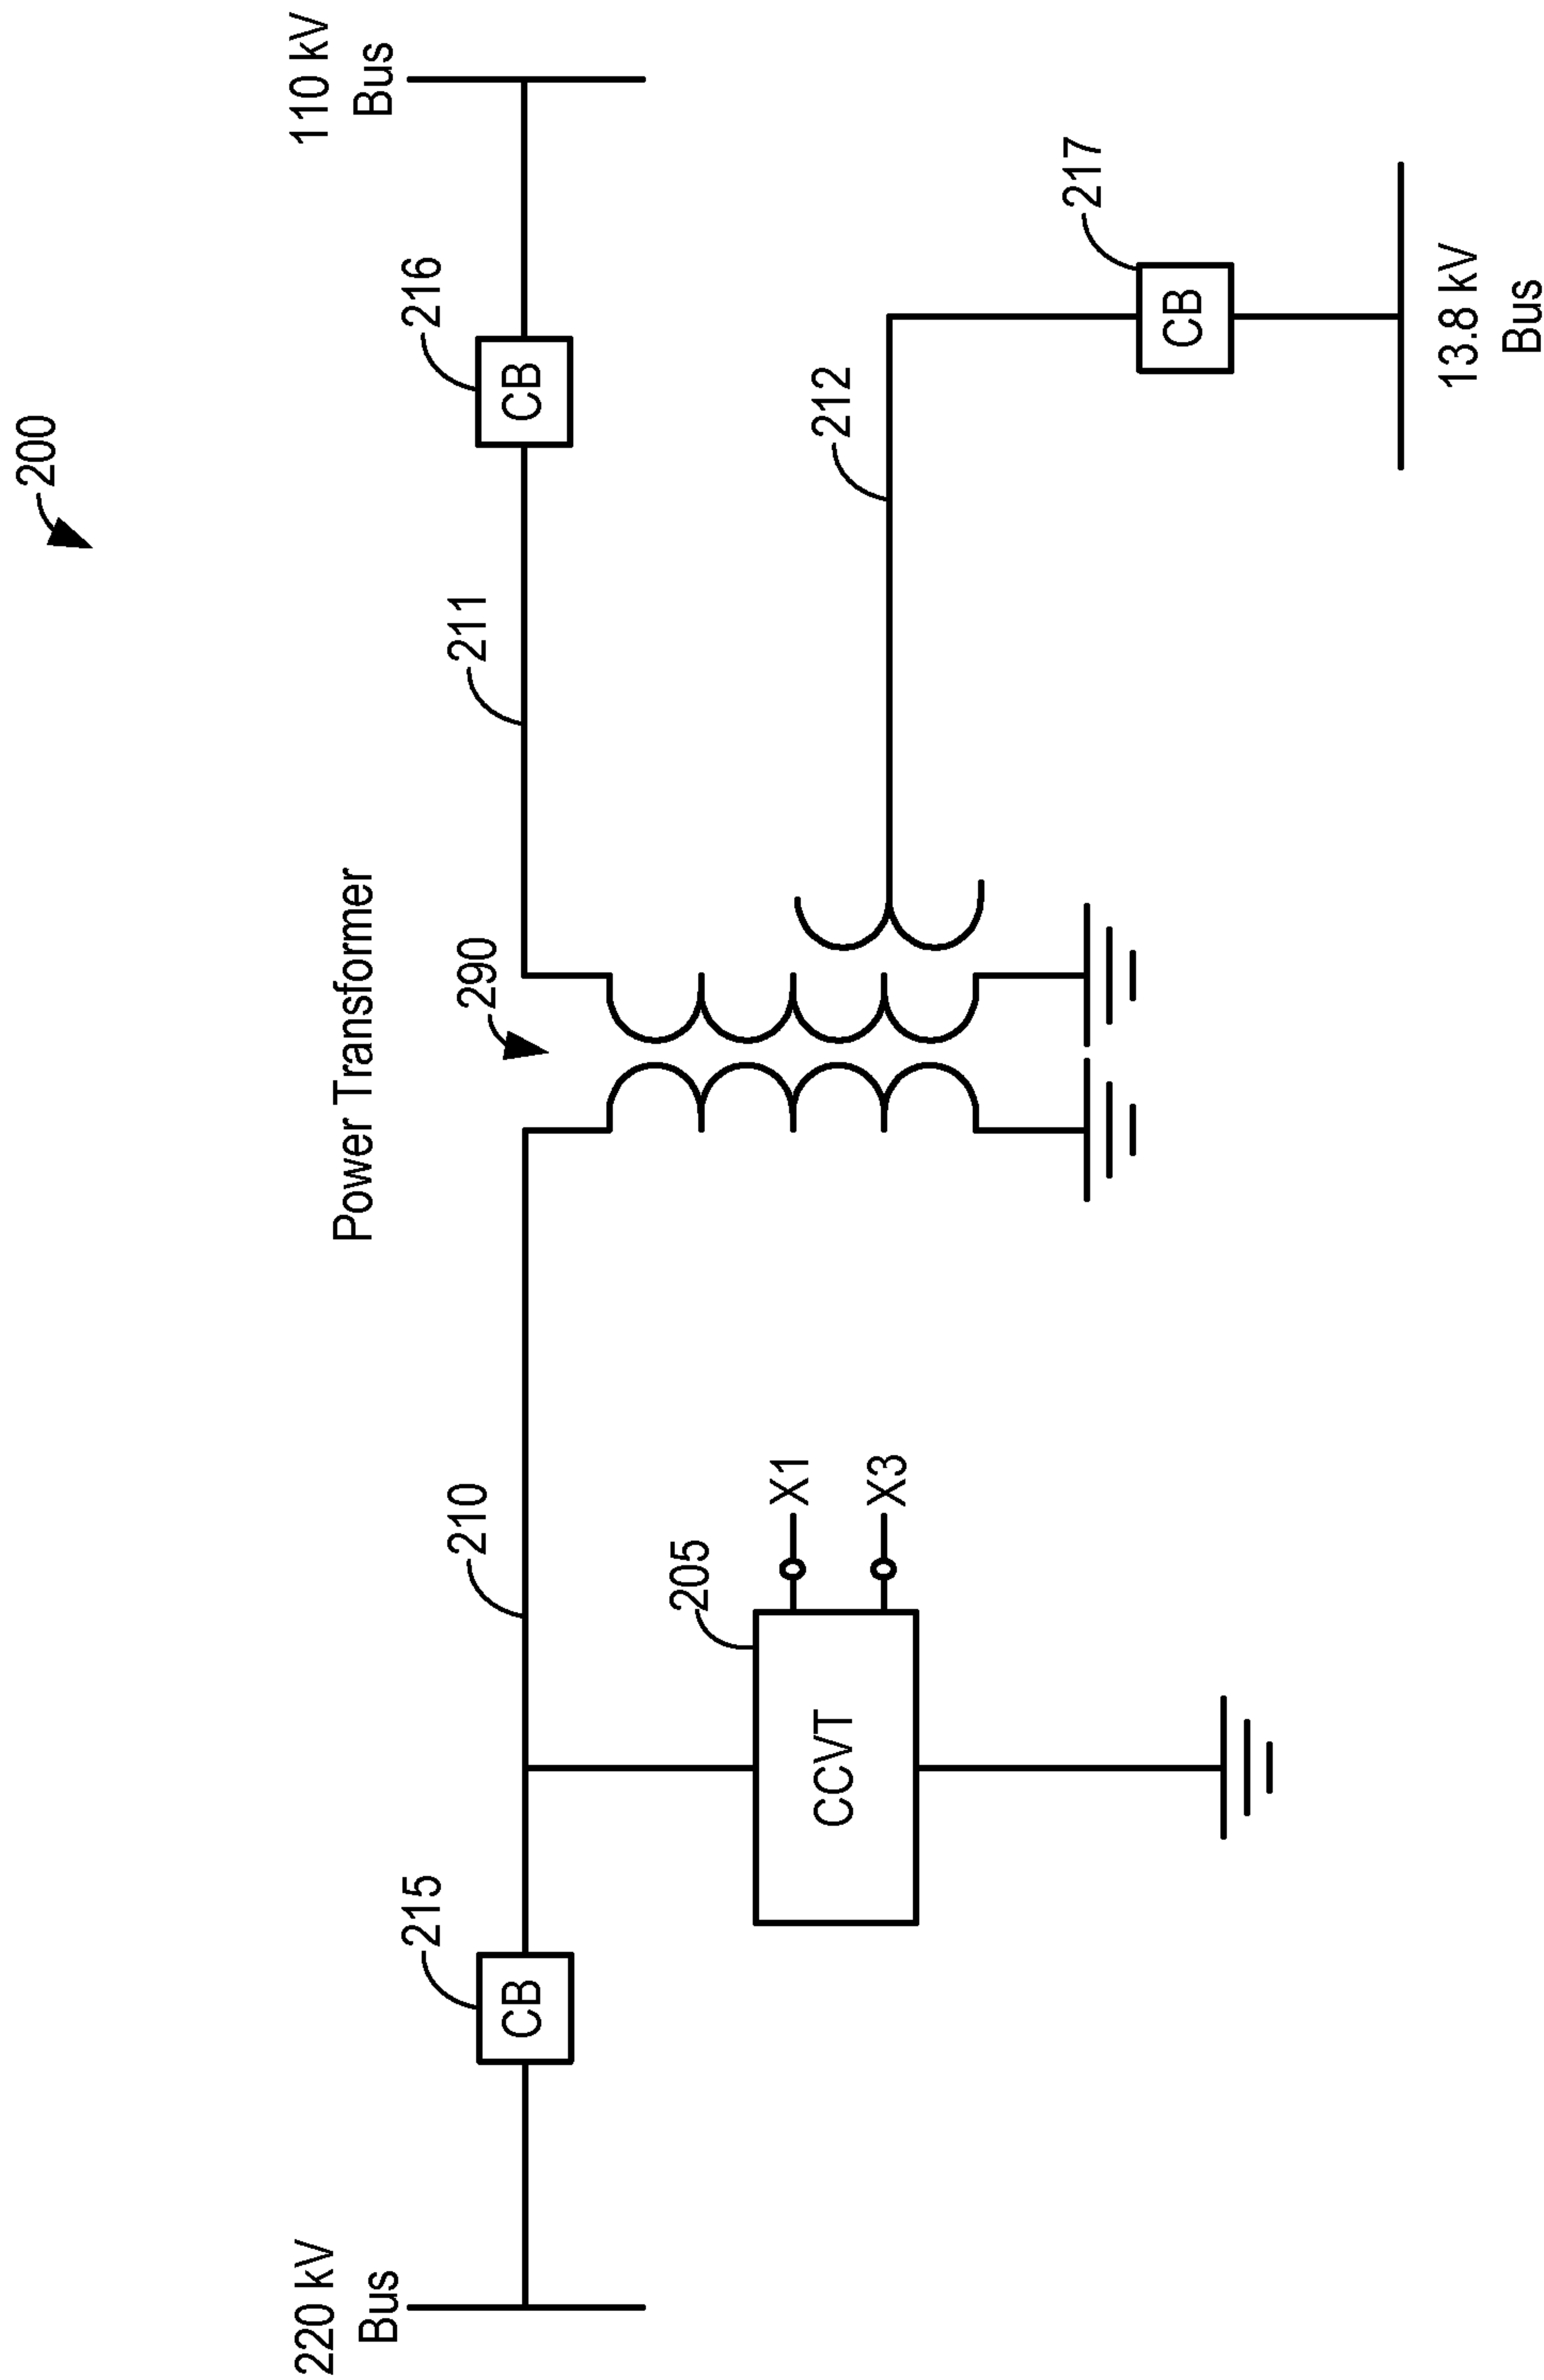 200
Power Transformer
220 kV
Bus
215
CB
210
290
211
216
CB
110 kV
Bus
205
CCVT
X1
X3
212
217
CB
13.8 kV
Bus